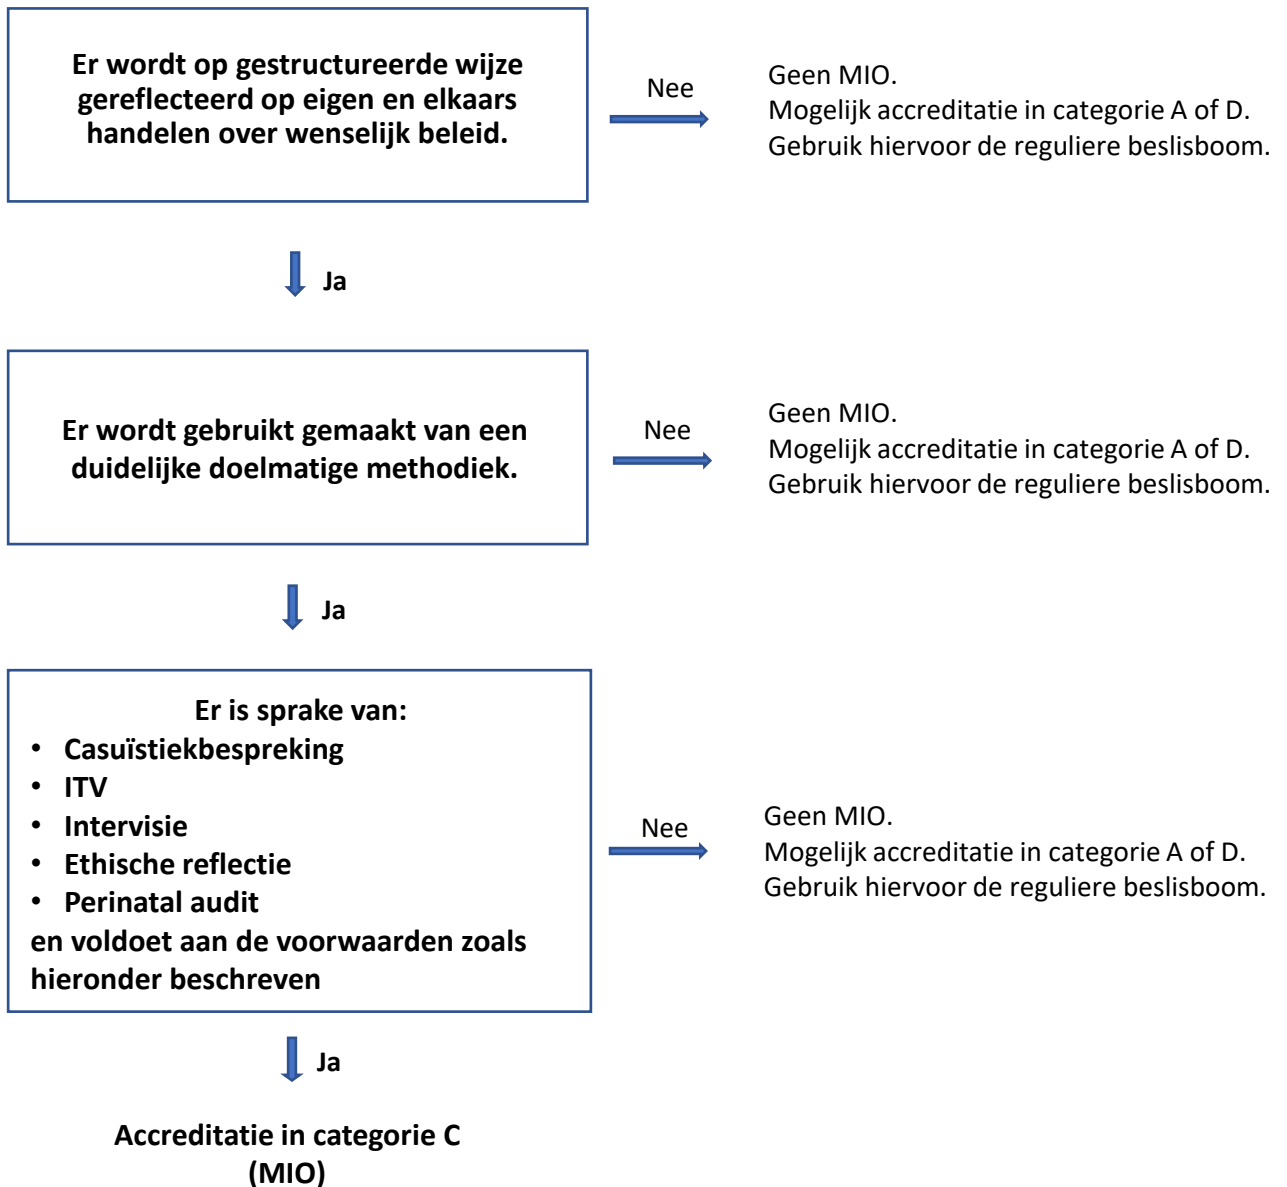 Er wordt op gestructureerde wijze
gereflecteerd op eigen en elkaars
handelen over wenselijk beleid.
Nee
Geen MIO.
Mogelijk accreditatie in categorie A of D.
Gebruik hiervoor de reguliere beslisboom.
Ja
Er wordt gebruikt gemaakt van een
duidelijke doelmatige methodiek.
Nee
Geen MIO.
Mogelijk accreditatie in categorie A of D.
Gebruik hiervoor de reguliere beslisboom.
Ja
Er is sprake van:
• Casuïstiekbespreking
• ITV
• Intervisie
• Ethische reflectie
• Perinatal audit
en voldoet aan de voorwaarden zoals
hieronder beschreven
Nee
Geen MIO.
Mogelijk accreditatie in categorie A of D.
Gebruik hiervoor de reguliere beslisboom.
Ja
Accreditatie in categorie C
(MIO)